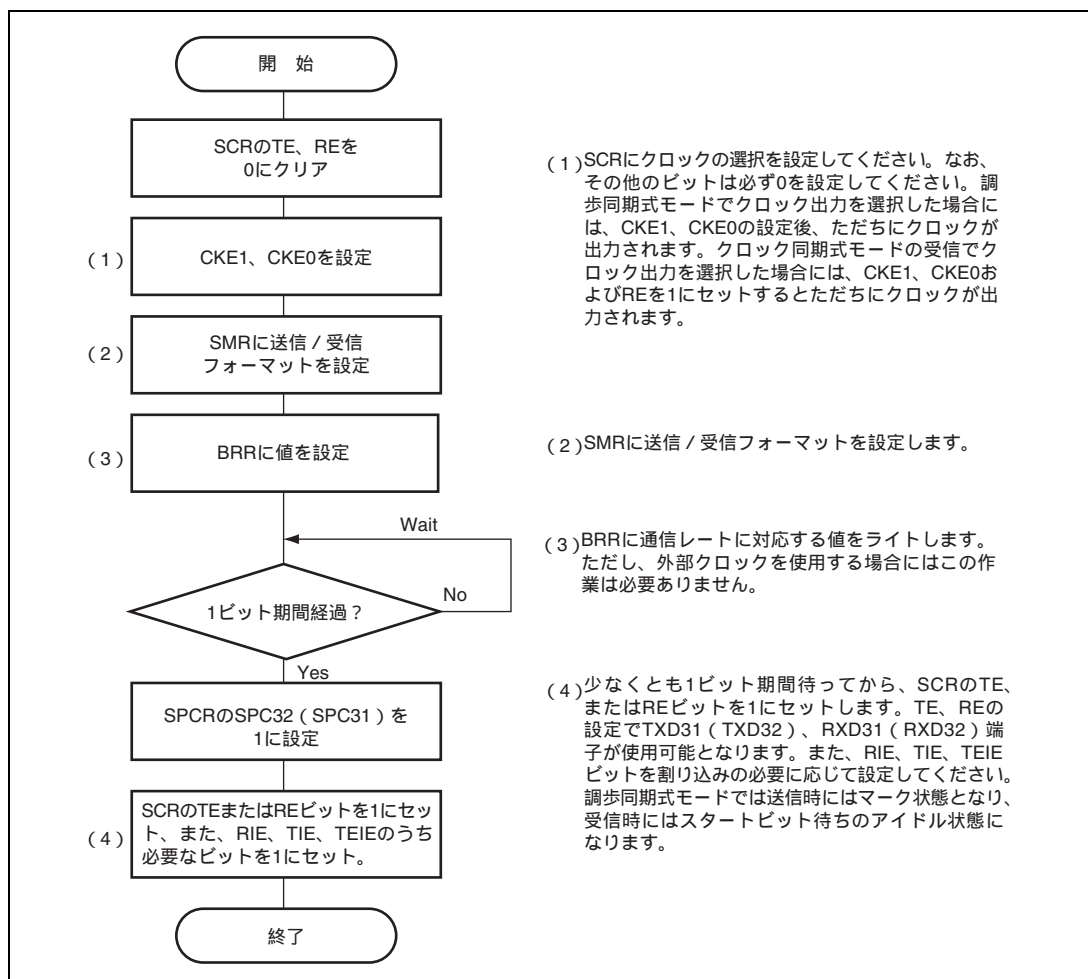 開 始
SCRのTE、REを
0にクリア
(1)
CKE1、CKE0を設定
(2)
SMRに送信 / 受信
フォーマットを設定
(3)
BRRに値を設定
Wait
1ビット期間経過?
No
Yes
SPCRのSPC32(SPC31)を
1に設定
(4)
SCRのTEまたはREビットを1にセッ
ト、また、RIE、TIE、TEIEのうち
必要なビットを1にセット。
終了
(1)SCRにクロックの選択を設定してください。なお、
その他のビットは必ず0を設定してください。調
歩同期式モードでクロック出力を選択した場合に
は、CKE1、CKE0の設定後、ただちにクロックが
出力されます。クロック同期式モードの受信でク
ロック出力を選択した場合には、CKE1、CKE0お
よびREを1にセットするとただちにクロックが出
力されます。
(2)SMRに送信 / 受信フォーマットを設定します。
(3)BRRに通信レートに対応する値をライトします。
ただし、外部クロックを使用する場合にはこの作
業は必要ありません。
(4)少なくとも1ビット期間待ってから、SCRのTE、
またはREビットを1にセットします。TE、REの
設定でTXD31(TXD32)、RXD31(RXD32)端
子が使用可能となります。また、RIE、TIE、TEIE
ビットを割り込みの必要に応じて設定してください。
調歩同期式モードでは送信時にはマーク状態となり、
受信時にはスタートビット待ちのアイドル状態に
なります。